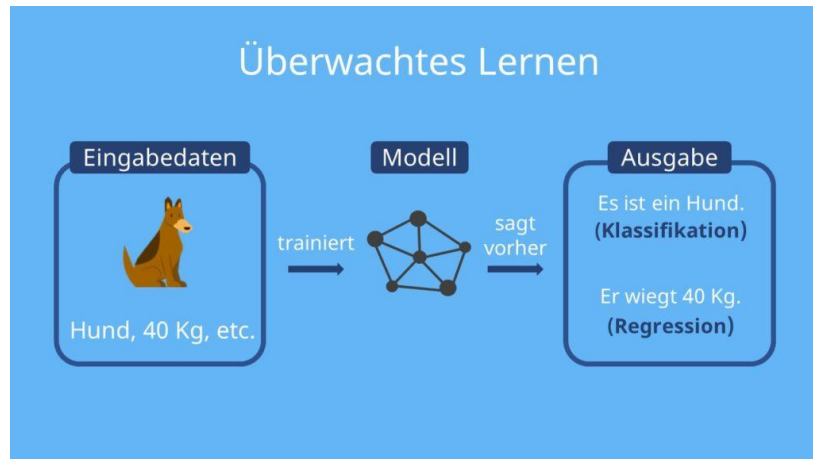 Überwachtes Lernen
Eingabedaten
Hund, 40 Kg, etc.
trainiert
Modell
sagt
vorher
Ausgabe
Es ist ein Hund.
(Klassifikation)
Er wiegt 40 Kg.
(Regression)